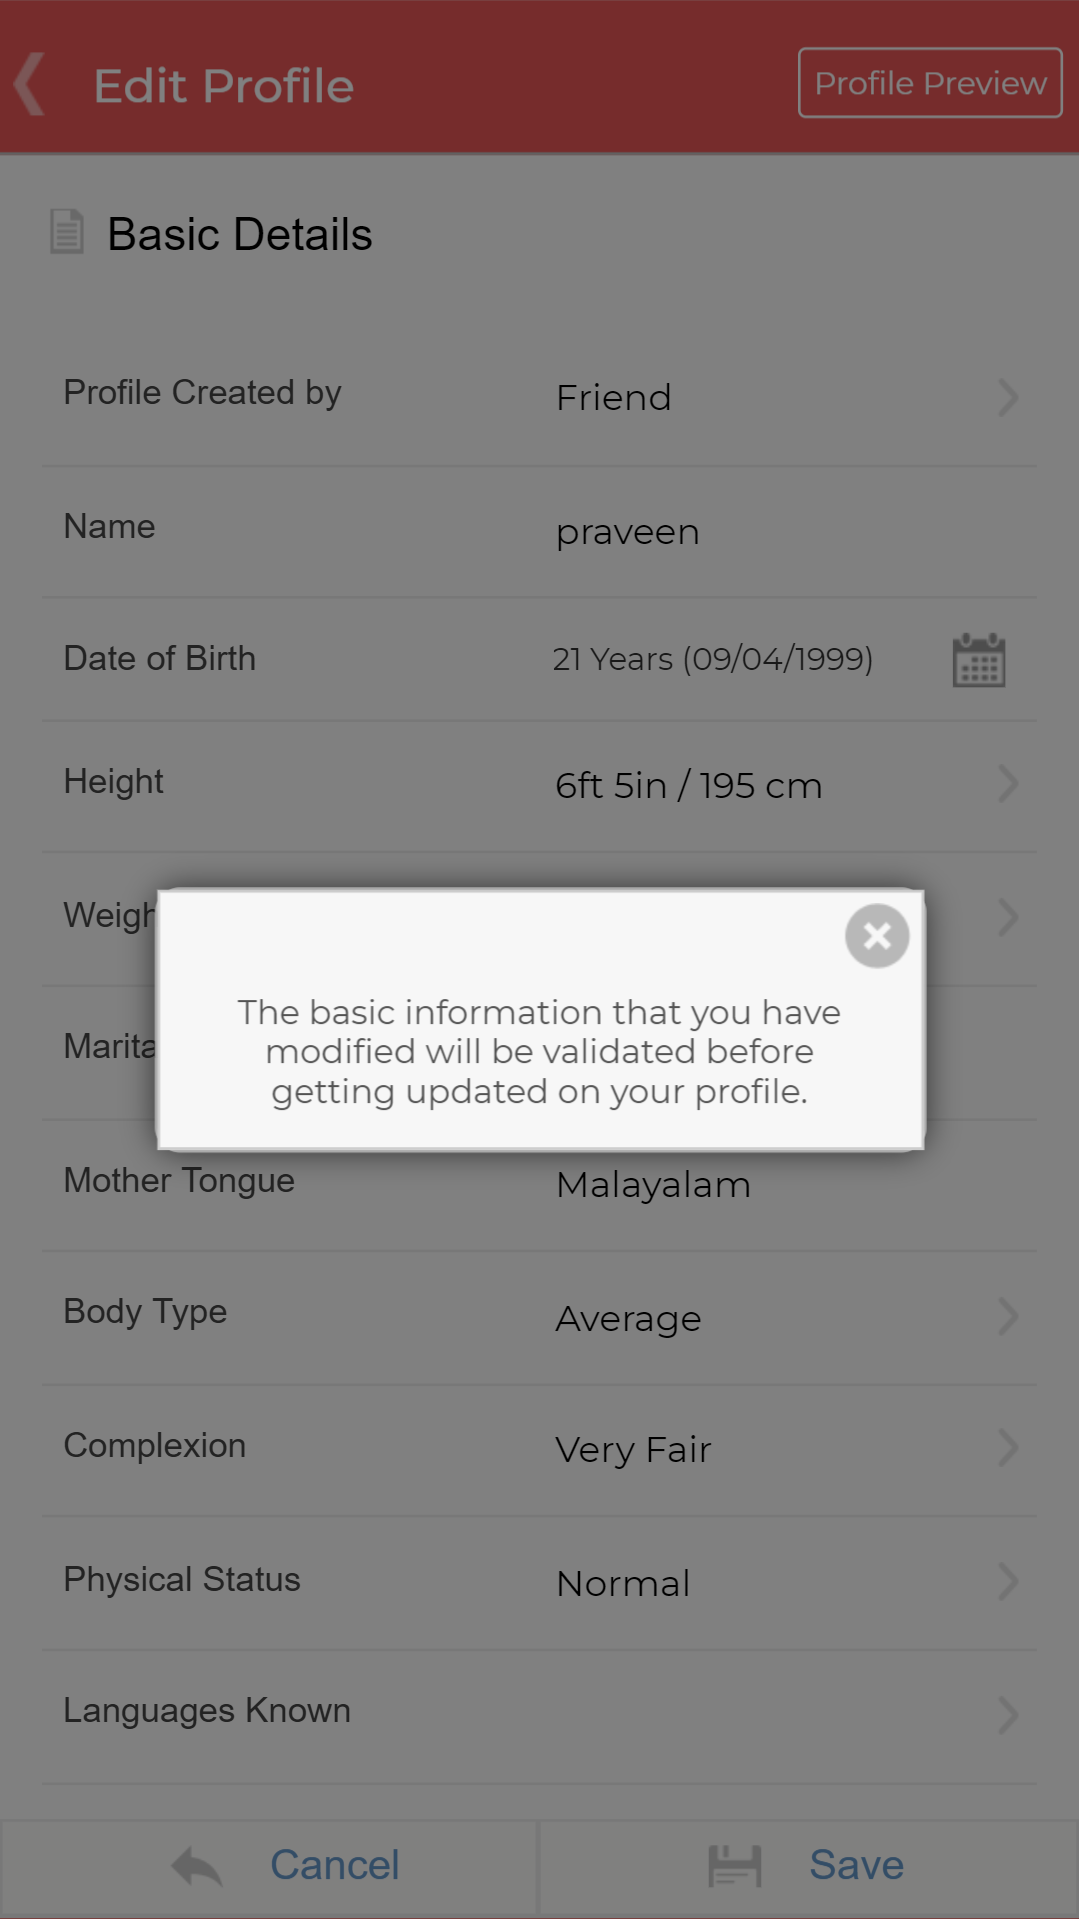 Edit Profile
Profile Preview
Basic Details
Profile Created by Friend
Name praveen
Date of Birth 21 Years (09/04/1999)
Height 6ft 5in / 195 cm
The basic information that you have
modified will be validated before
getting updated on your profile.
Mother Tongue Malayalam
Body Type Average
Complexion Very Fair
Physical Status Normal
Languages Known
Cancel Save